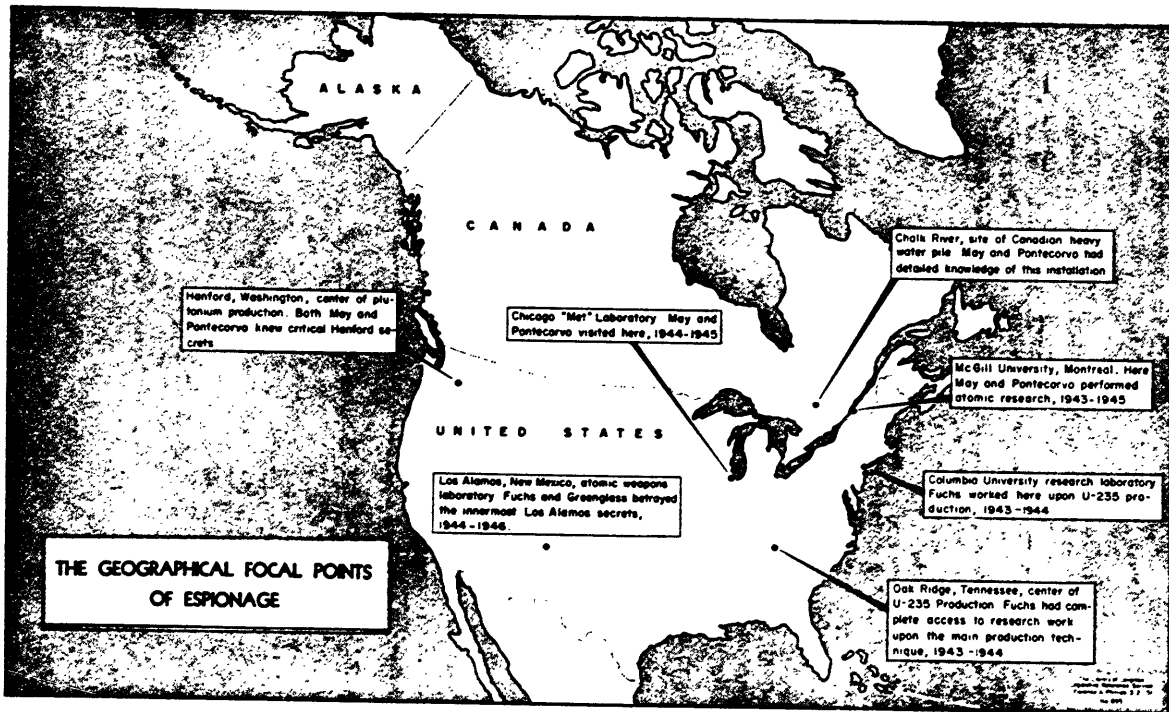 ALASKA
CANADA
Chalk River, site of Canadian heavy
water pile May and Pontecorvo had
detailed knowledge of this installation
Hanford, Washington, center of plu-
tonium production. Both May and
Pontecorvo knew critical Hanford se-
crets
Chicago "Met" Laboratory May and
Pontecorvo visited here, 1944-1945
McGill University, Montreal. Here
May and Pontecorvo performed
atomic research, 1943-1945
UNITED STATES
Los Alamos, New Mexico, atomic weapons
laboratory Fuchs and Greenglass betrayed
the innermost Los Alamos secrets,
1944-1946.
Columbia University research laboratory
Fuchs worked here upon U-235 pro-
duction, 1943-1944
THE GEOGRAPHICAL FOCAL POINTS
OF ESPIONAGE
Oak Ridge, Tennessee, center of
U-235 Production Fuchs had com-
plete access to research work
upon the main production tech-
nique, 1943-1944